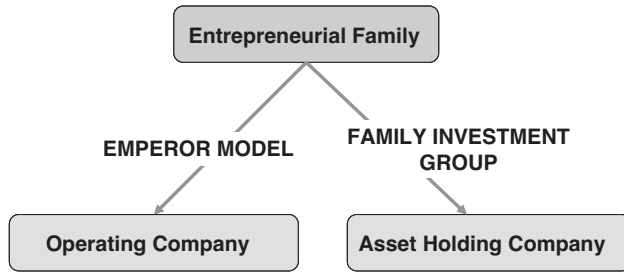 Entrepreneurial Family
EMPEROR MODEL
FAMILY INVESTMENT
GROUP
Operating Company
Asset Holding Company